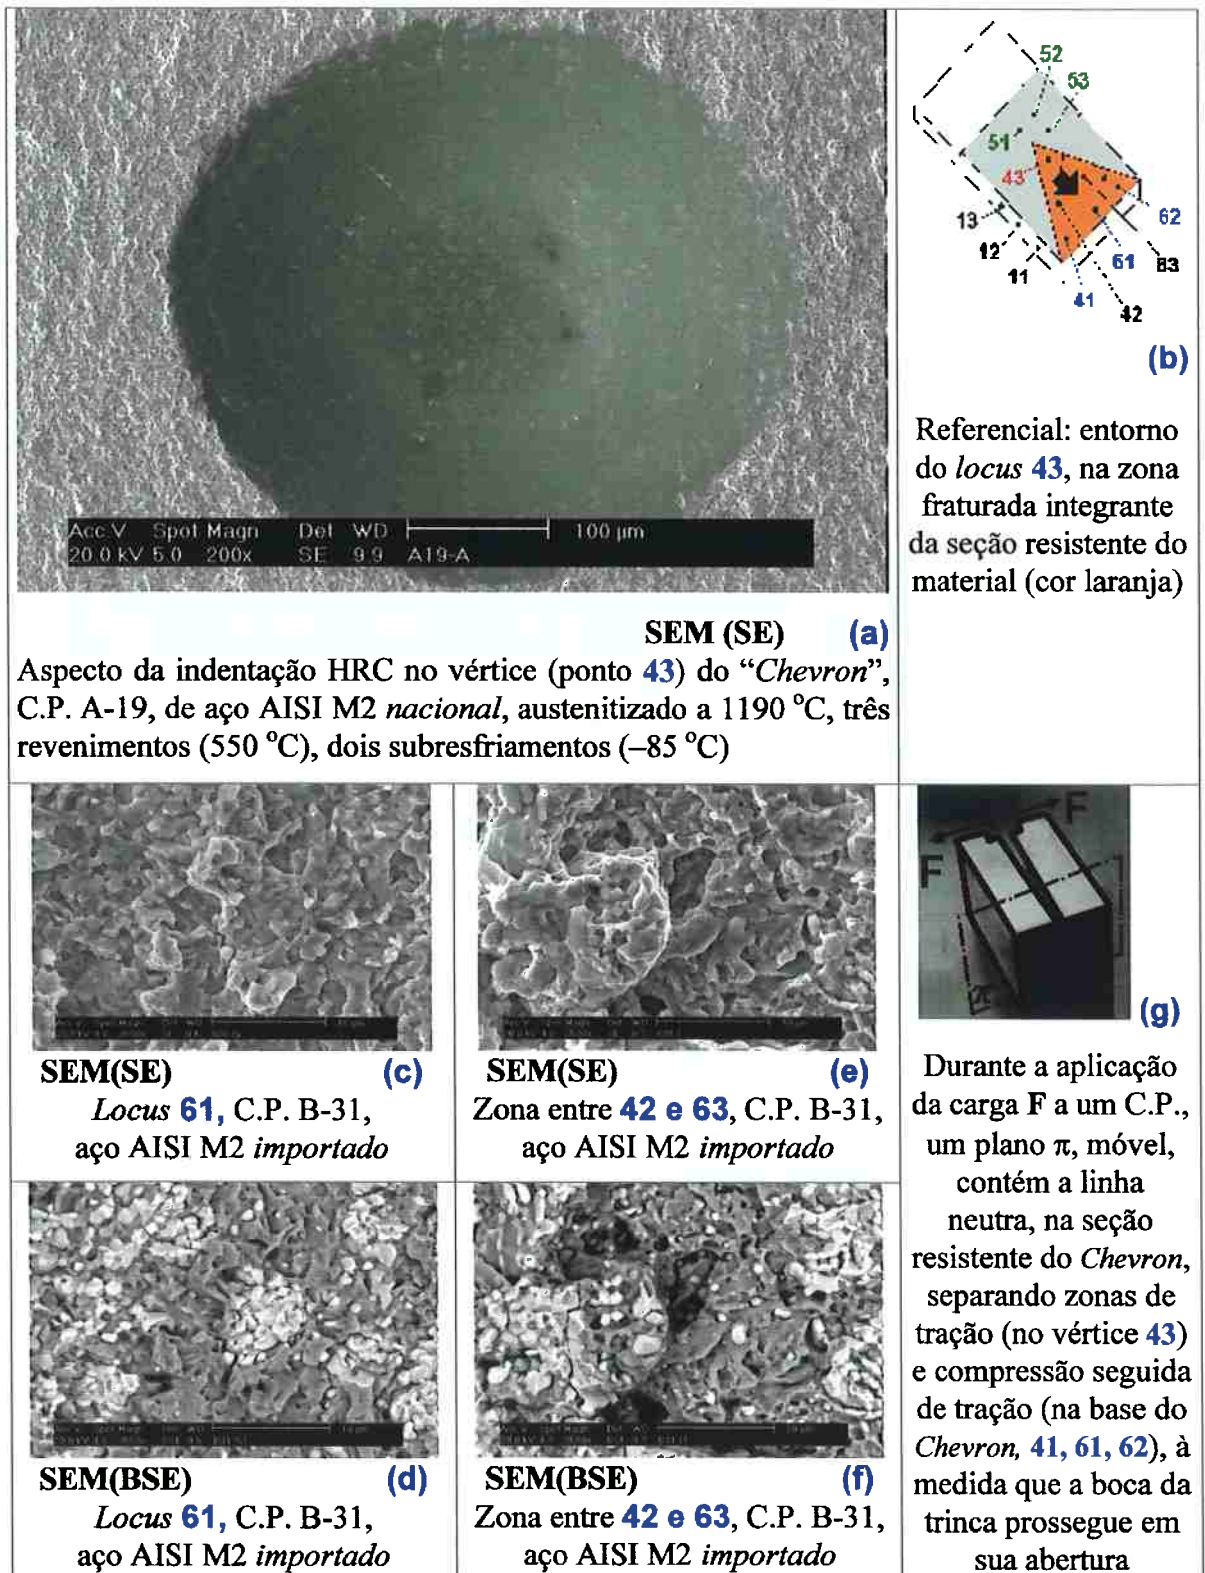 Acc.V Spot Magn Det WD 100 µm
20.0 kV 5.0 200x SE 9.9 A19-A
SEM (SE) (a)
Aspecto da indentação HRC no vértice (ponto 43) do “Chevron”,
C.P. A-19, de aço AISI M2 nacional, austenitizado a 1190 °C, três
revenimentos (550 °C), dois subresfriamentos (–85 °C)
52
53
51
43
13
12
11
62
61
63
41
42
(b)
Referencial: entorno
do locus 43, na zona
fraturada integrante
da seção resistente do
material (cor laranja)
SEM(SE) (c)
Locus 61, C.P. B-31,
aço AISI M2 importado
SEM(SE) (e)
Zona entre 42 e 63, C.P. B-31,
aço AISI M2 importado
SEM(BSE) (d)
Locus 61, C.P. B-31,
aço AISI M2 importado
SEM(BSE) (f)
Zona entre 42 e 63, C.P. B-31,
aço AISI M2 importado
F
F
π
(g)
Durante a aplicação
da carga F a um C.P.,
um plano π, móvel,
contém a linha
neutra, na seção
resistente do Chevron,
separando zonas de
tração (no vértice 43)
e compressão seguida
de tração (na base do
Chevron, 41, 61, 62), à
medida que a boca da
trinca prossegue em
sua abertura